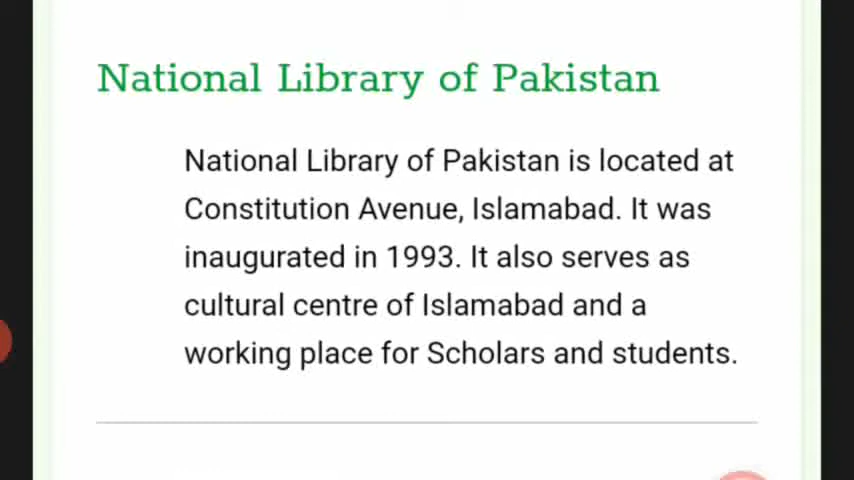 National Library of Pakistan
National Library of Pakistan is located at
Constitution Avenue, Islamabad. It was
inaugurated in 1993. It also serves as
cultural centre of Islamabad and a
working place for Scholars and students.